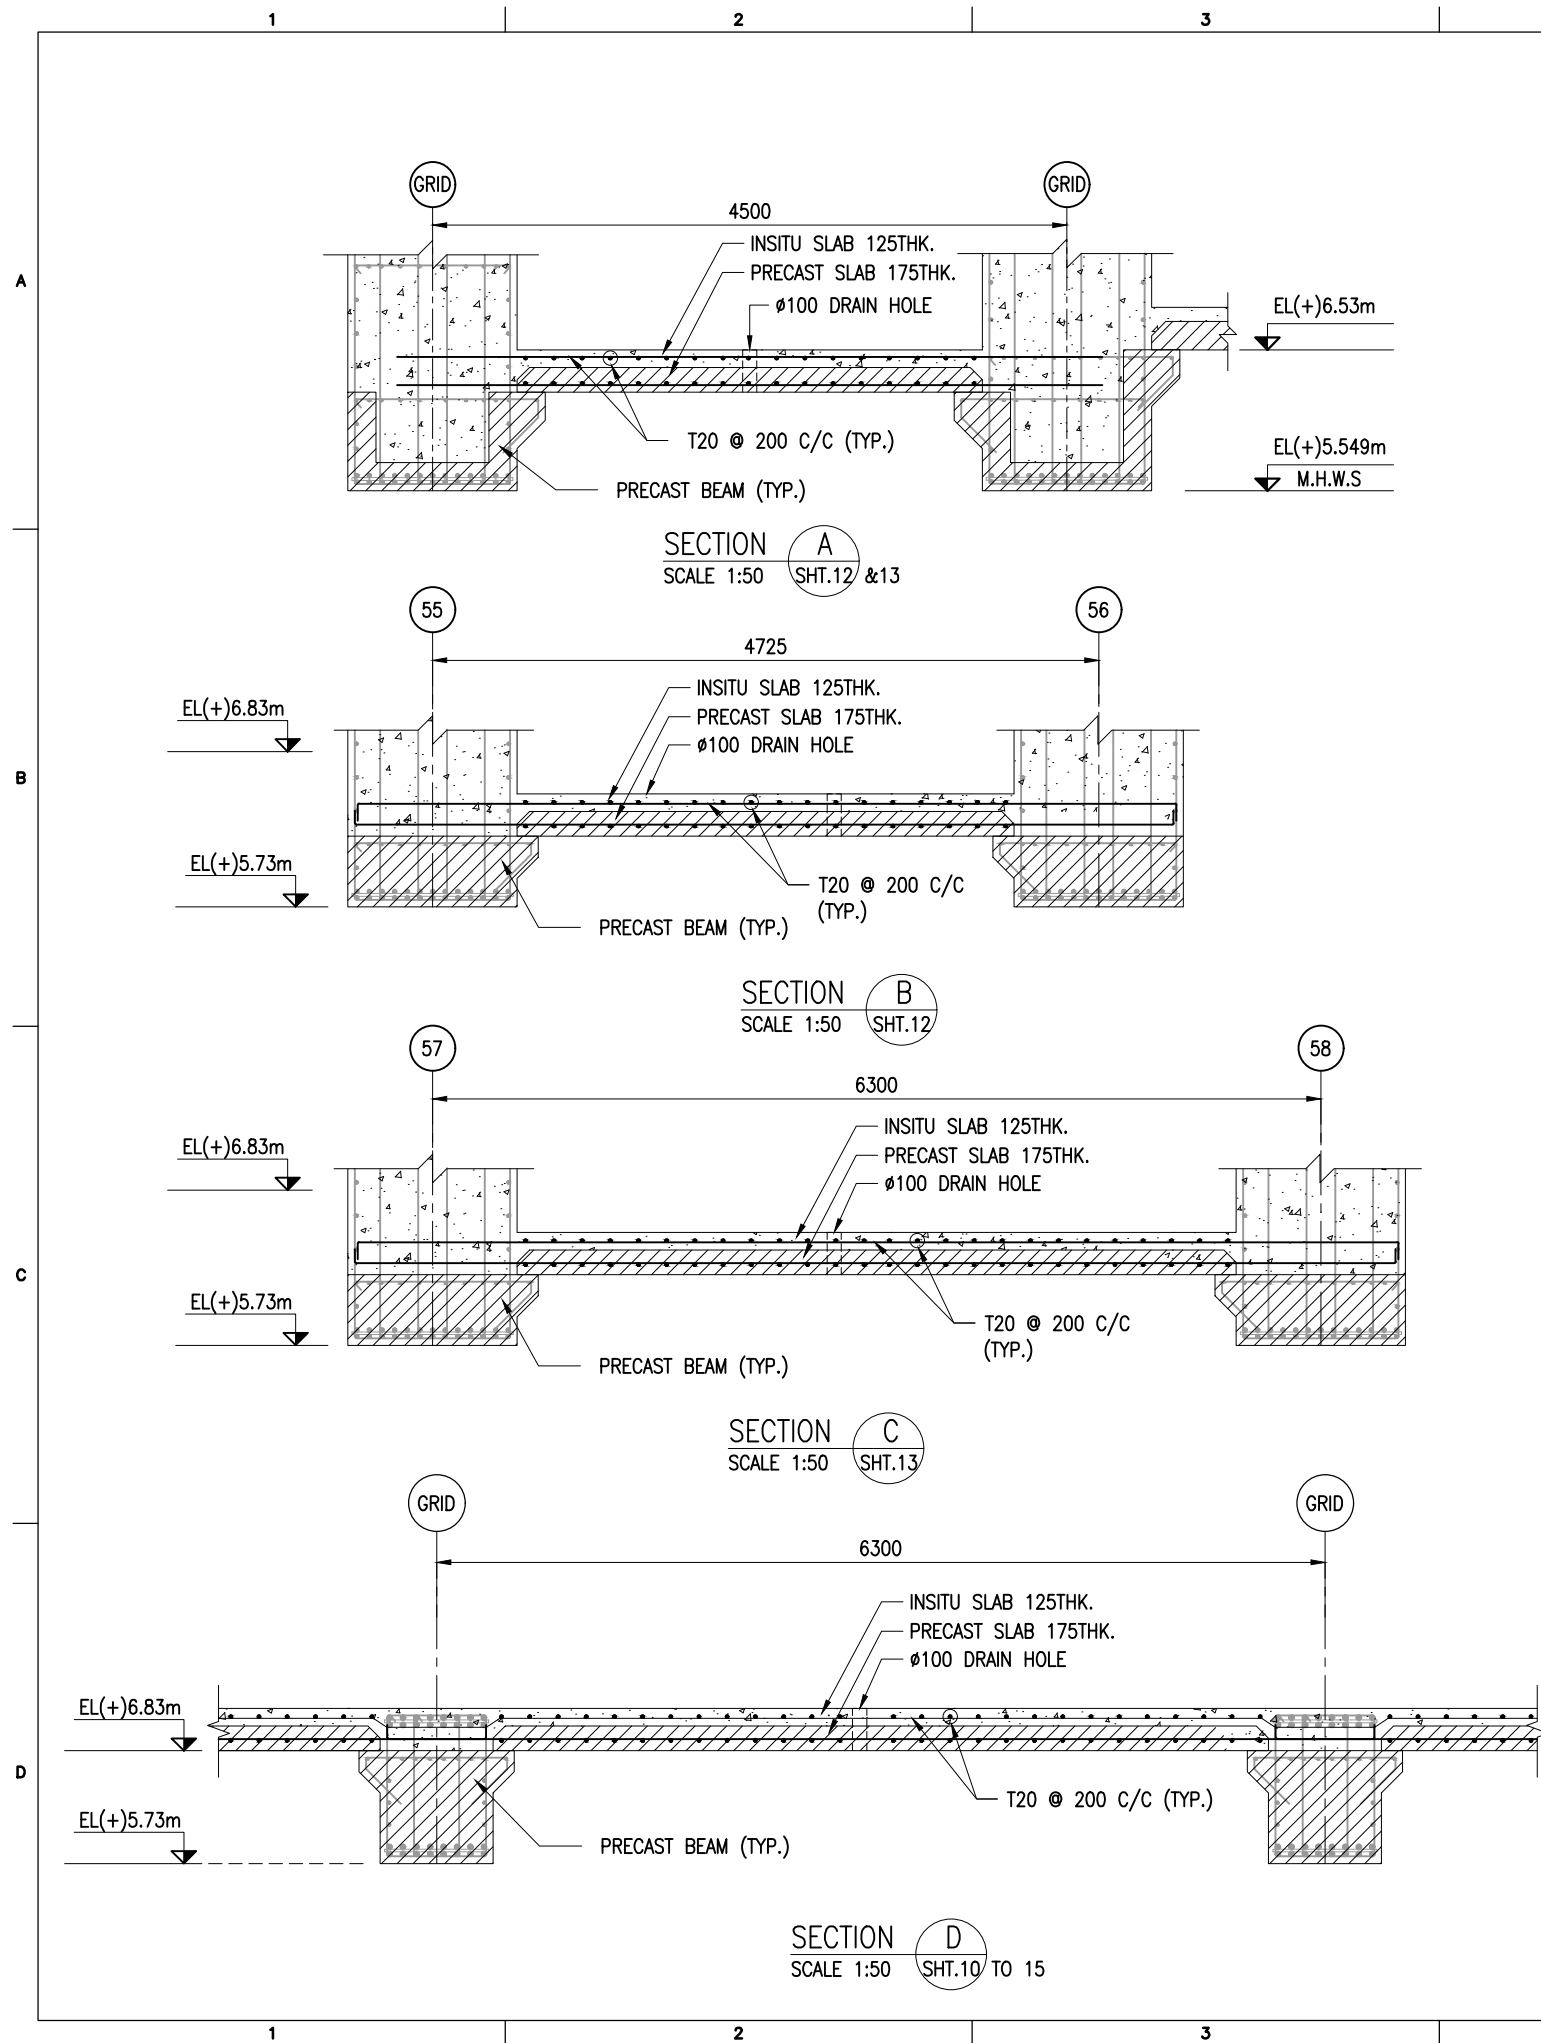 1 2 3
GRID GRID
4500
INSITU SLAB 125THK.
PRECAST SLAB 175THK.
ø100 DRAIN HOLE
A
EL(+)6.53m
T20 @ 200 C/C (TYP.)
EL(+)5.549m
M.H.W.S
PRECAST BEAM (TYP.)
SECTION A
SCALE 1:50 SHT.12 &13
55 56
4725
INSITU SLAB 125THK.
PRECAST SLAB 175THK.
ø100 DRAIN HOLE
EL(+)6.83m
B
EL(+)5.73m
T20 @ 200 C/C
(TYP.)
PRECAST BEAM (TYP.)
SECTION B
SCALE 1:50 SHT.12
57 58
6300
INSITU SLAB 125THK.
PRECAST SLAB 175THK.
ø100 DRAIN HOLE
EL(+)6.83m
C
EL(+)5.73m
T20 @ 200 C/C
(TYP.)
PRECAST BEAM (TYP.)
SECTION C
SCALE 1:50 SHT.13
GRID GRID
6300
INSITU SLAB 125THK.
PRECAST SLAB 175THK.
ø100 DRAIN HOLE
EL(+)6.83m
D
T20 @ 200 C/C (TYP.)
EL(+)5.73m
PRECAST BEAM (TYP.)
SECTION D
SCALE 1:50 SHT.10 TO 15
1 2 3